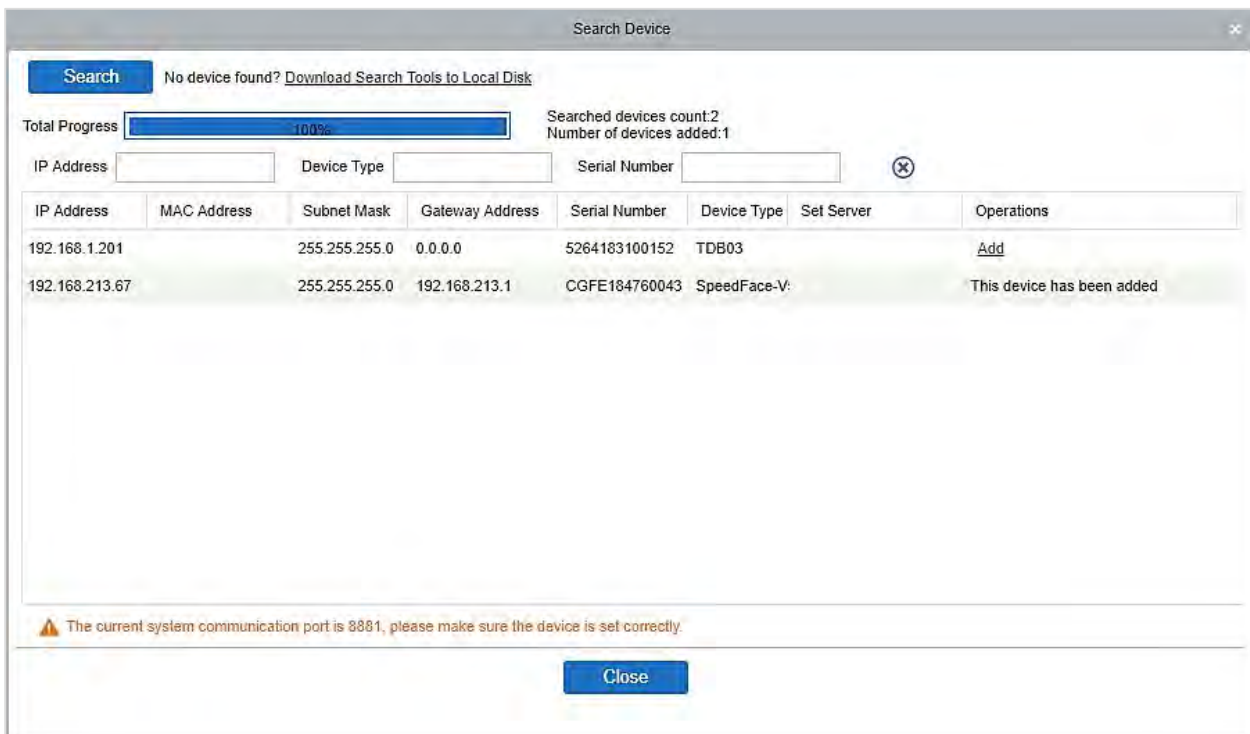 Search Device
Search No device found? Download Search Tools to Local Disk
Total Progress 100% Searched devices count:2
Number of devices added:1
IP Address Device Type Serial Number
IP Address MAC Address Subnet Mask Gateway Address Serial Number Device Type Set Server Operations
192.168.1.201 255.255.255.0 0.0.0.0 5264183100152 TDB03 Add
192.168.213.67 255.255.255.0 192.168.213.1 CGFE184760043 SpeedFace-V: This device has been added
The current system communication port is 8881, please make sure the device is set correctly.
Close